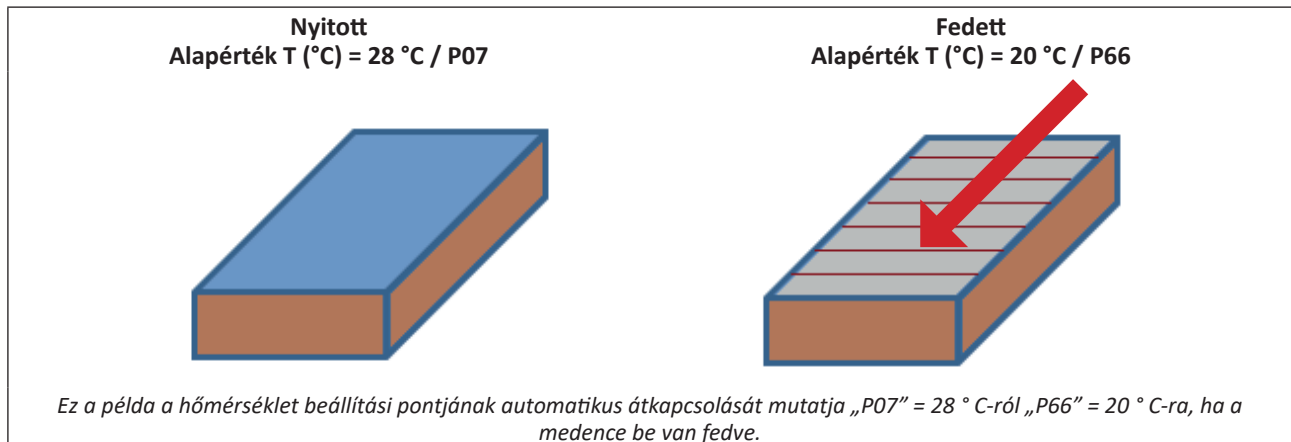 Nyitott
Alapérték T (°C) = 28 °C / P07
Fedett
Alapérték T (°C) = 20 °C / P66
Ez a példa a hőmérséklet beállítási pontjának automatikus átkapcsolását mutatja „P07” = 28 ° C-ról „P66” = 20 ° C-ra, ha a
medence be van fedve.